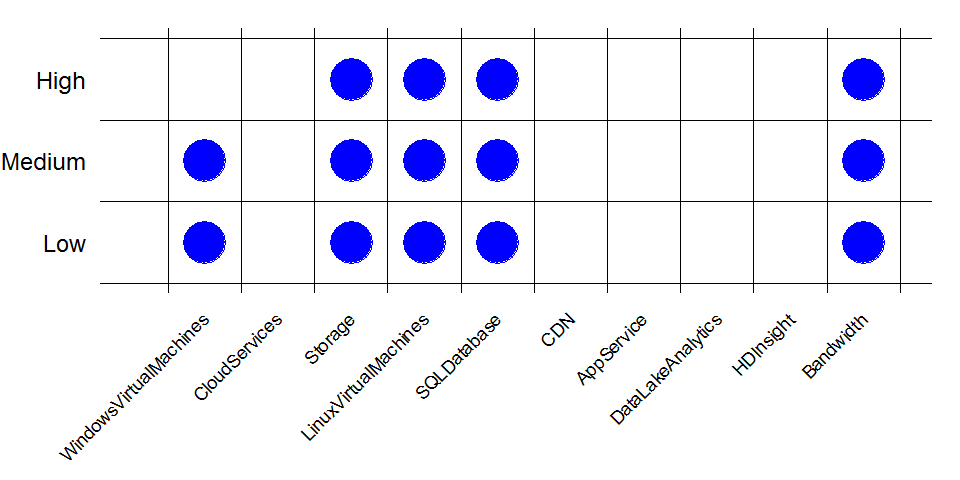 High
Medium
Low
WindowsVirtualMachines
CloudServices
Storage
LinuxVirtualMachines
SQLDatabase
CDN
AppService
DataLakeAnalytics
HDInsight
Bandwidth